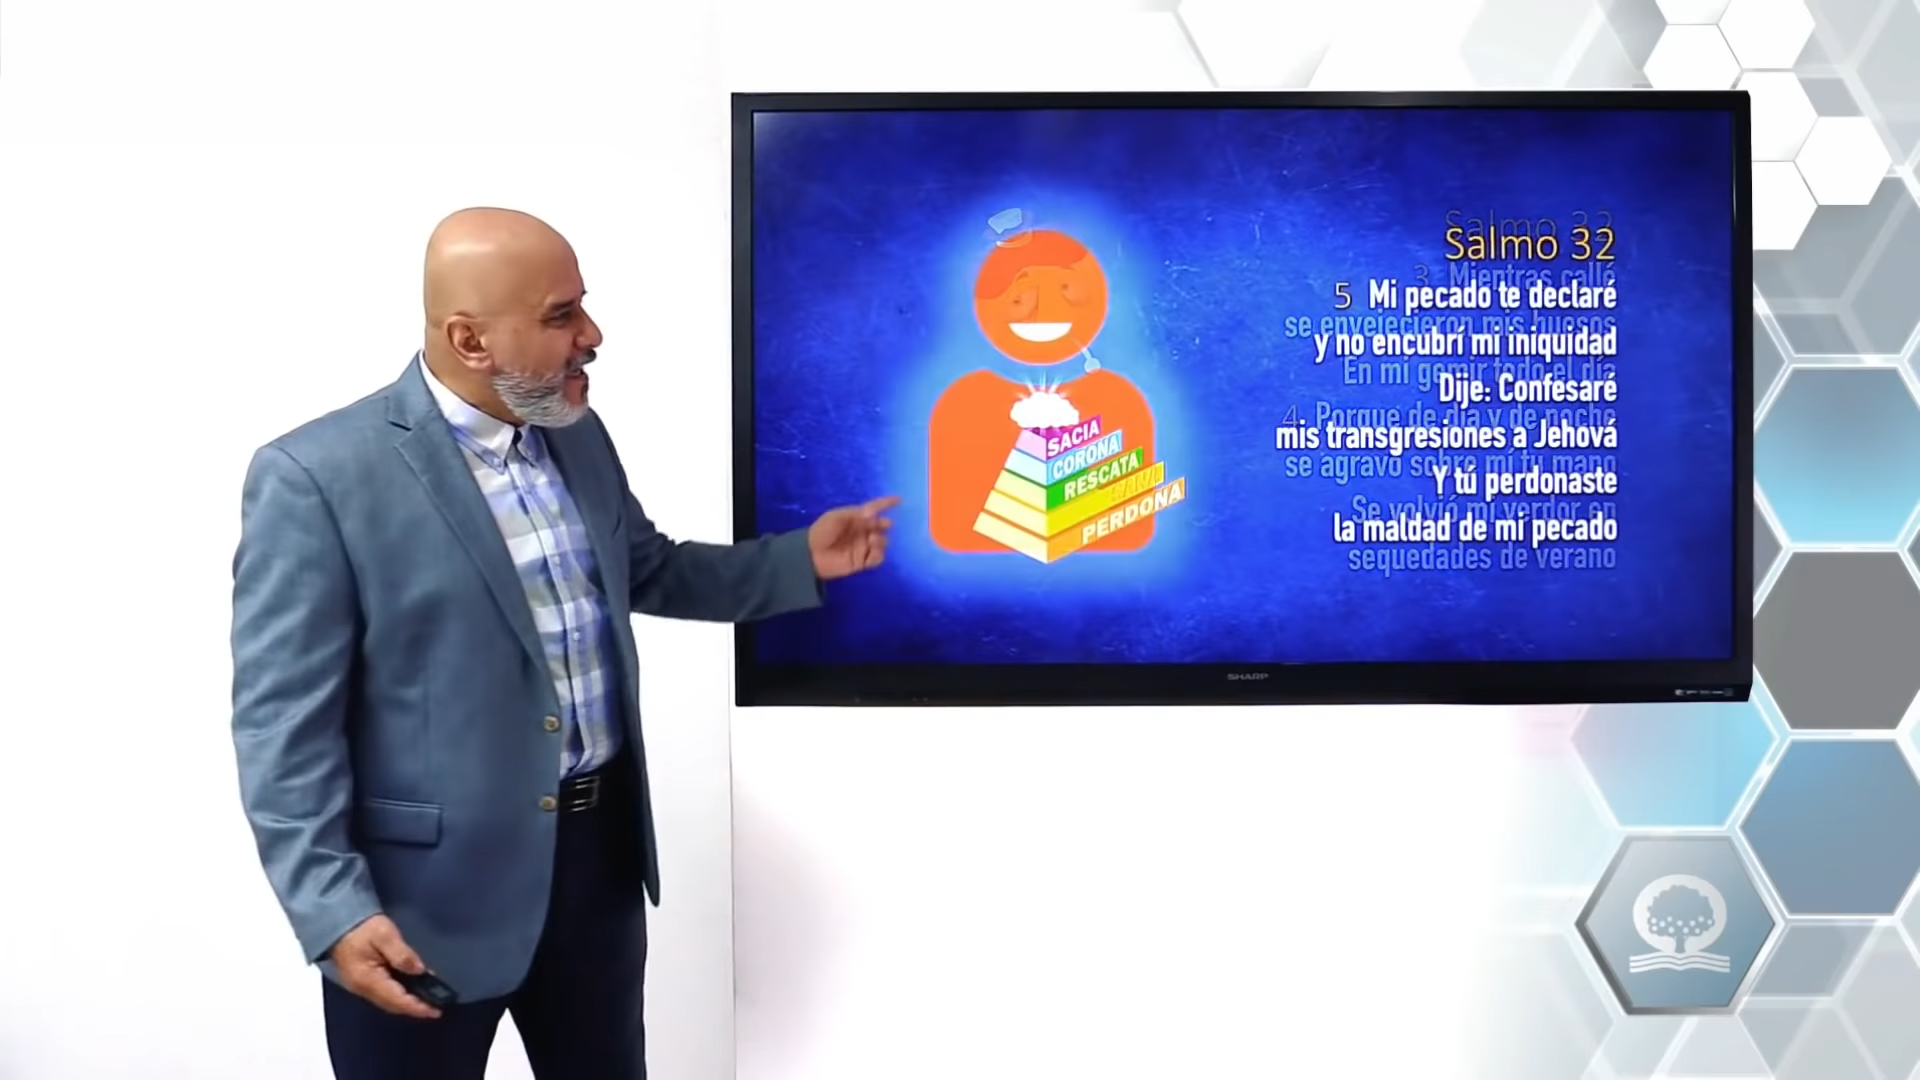 SACIA
CORONA
RESCATA
SANA
PERDONA
Salmo 32
Salmo 32
3 Mientras callé
5 Mi pecado te declaré
se envejecieron mis huesos
y no encubrí mi iniquidad
En mi gemir todo el día
Dije: Confesaré
4 Porque de día y de noche
mis transgresiones a Jehová
se agravó sobre mí tu mano
Y tú perdonaste
Se volvió mi verdor en
la maldad de mi pecado
sequedades de verano
SHARP